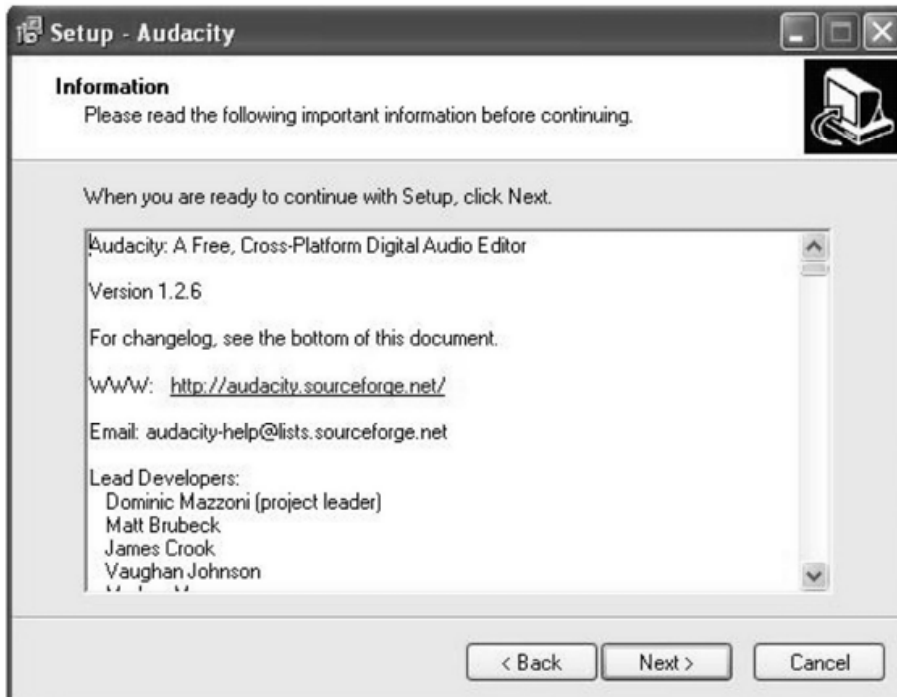 Setup - Audacity
Information
Please read the following important information before continuing.
When you are ready to continue with Setup, click Next.
Audacity: A Free, Cross-Platform Digital Audio Editor
Version 1.2.6
For changelog, see the bottom of this document.
WWW: http://audacity.sourceforge.net/
Email: audacity-help@lists.sourceforge.net
Lead Developers:
Dominic Mazzoni (project leader)
Matt Brubeck
James Crook
Vaughan Johnson
< Back
Next >
Cancel